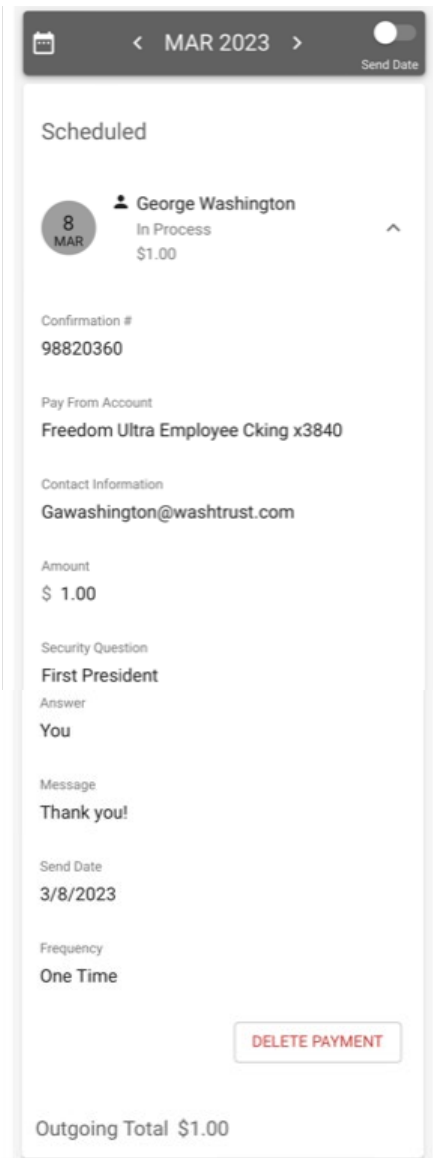 < MAR 2023 >
Send Date
Scheduled
8
MAR
George Washington
In Process
$1.00
Confirmation #
98820360
Pay From Account
Freedom Ultra Employee Cking x3840
Contact Information
Gawashington@washtrust.com
Amount
$ 1.00
Security Question
First President
Answer
You
Message
Thank you!
Send Date
3/8/2023
Frequency
One Time
DELETE PAYMENT
Outgoing Total $1.00